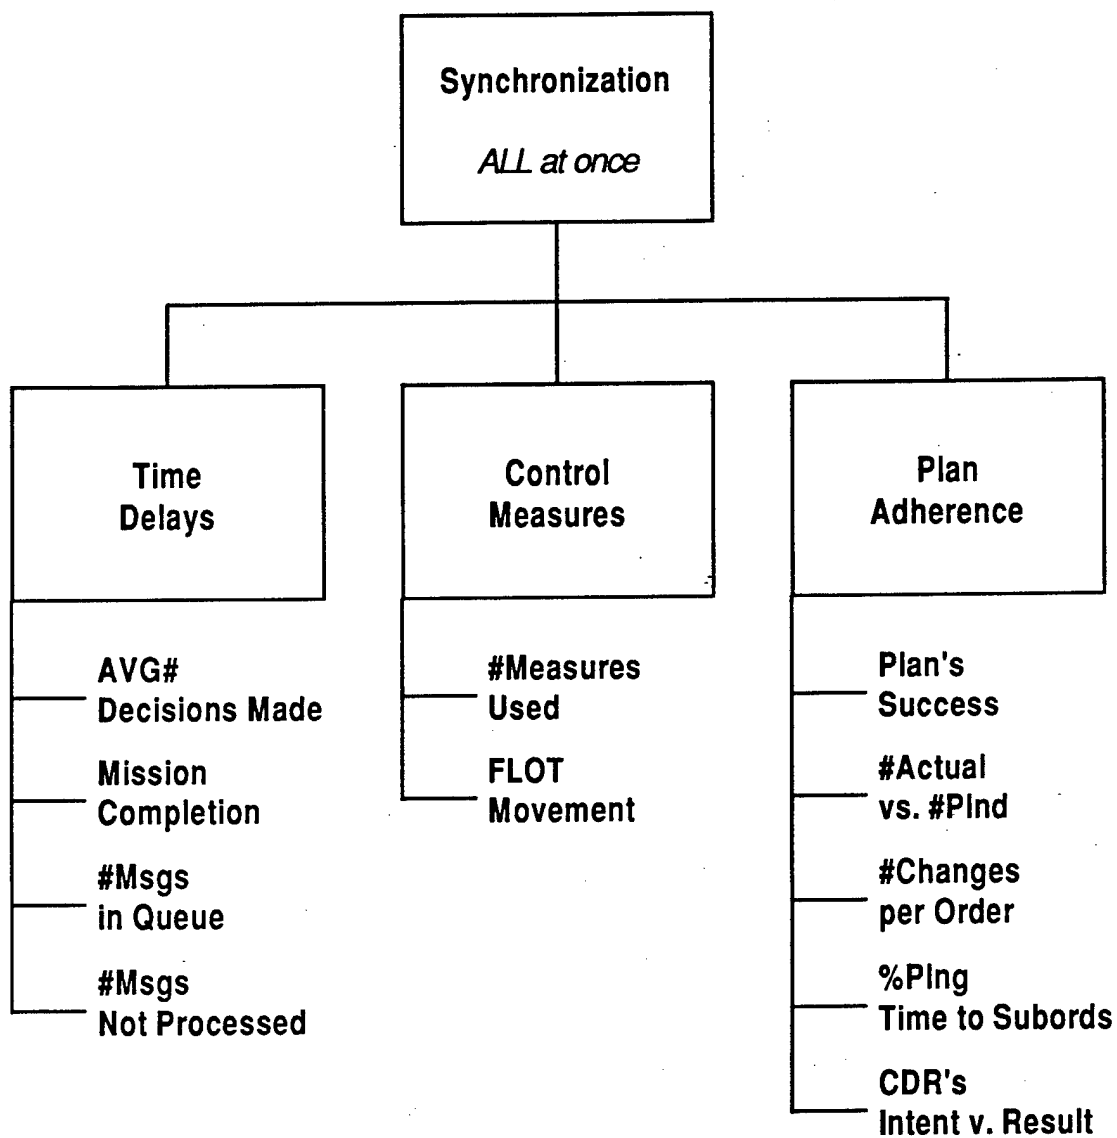 Synchronization
ALL at once
Time
Delays
AVG#
Decisions Made
Mission
Completion
#Msgs
in Queue
#Msgs
Not Processed
Control
Measures
#Measures
Used
FLOT
Movement
Plan
Adherence
Plan's
Success
#Actual
vs. #Plnd
#Changes
per Order
%Plng
Time to Subords
CDR's
Intent v. Result